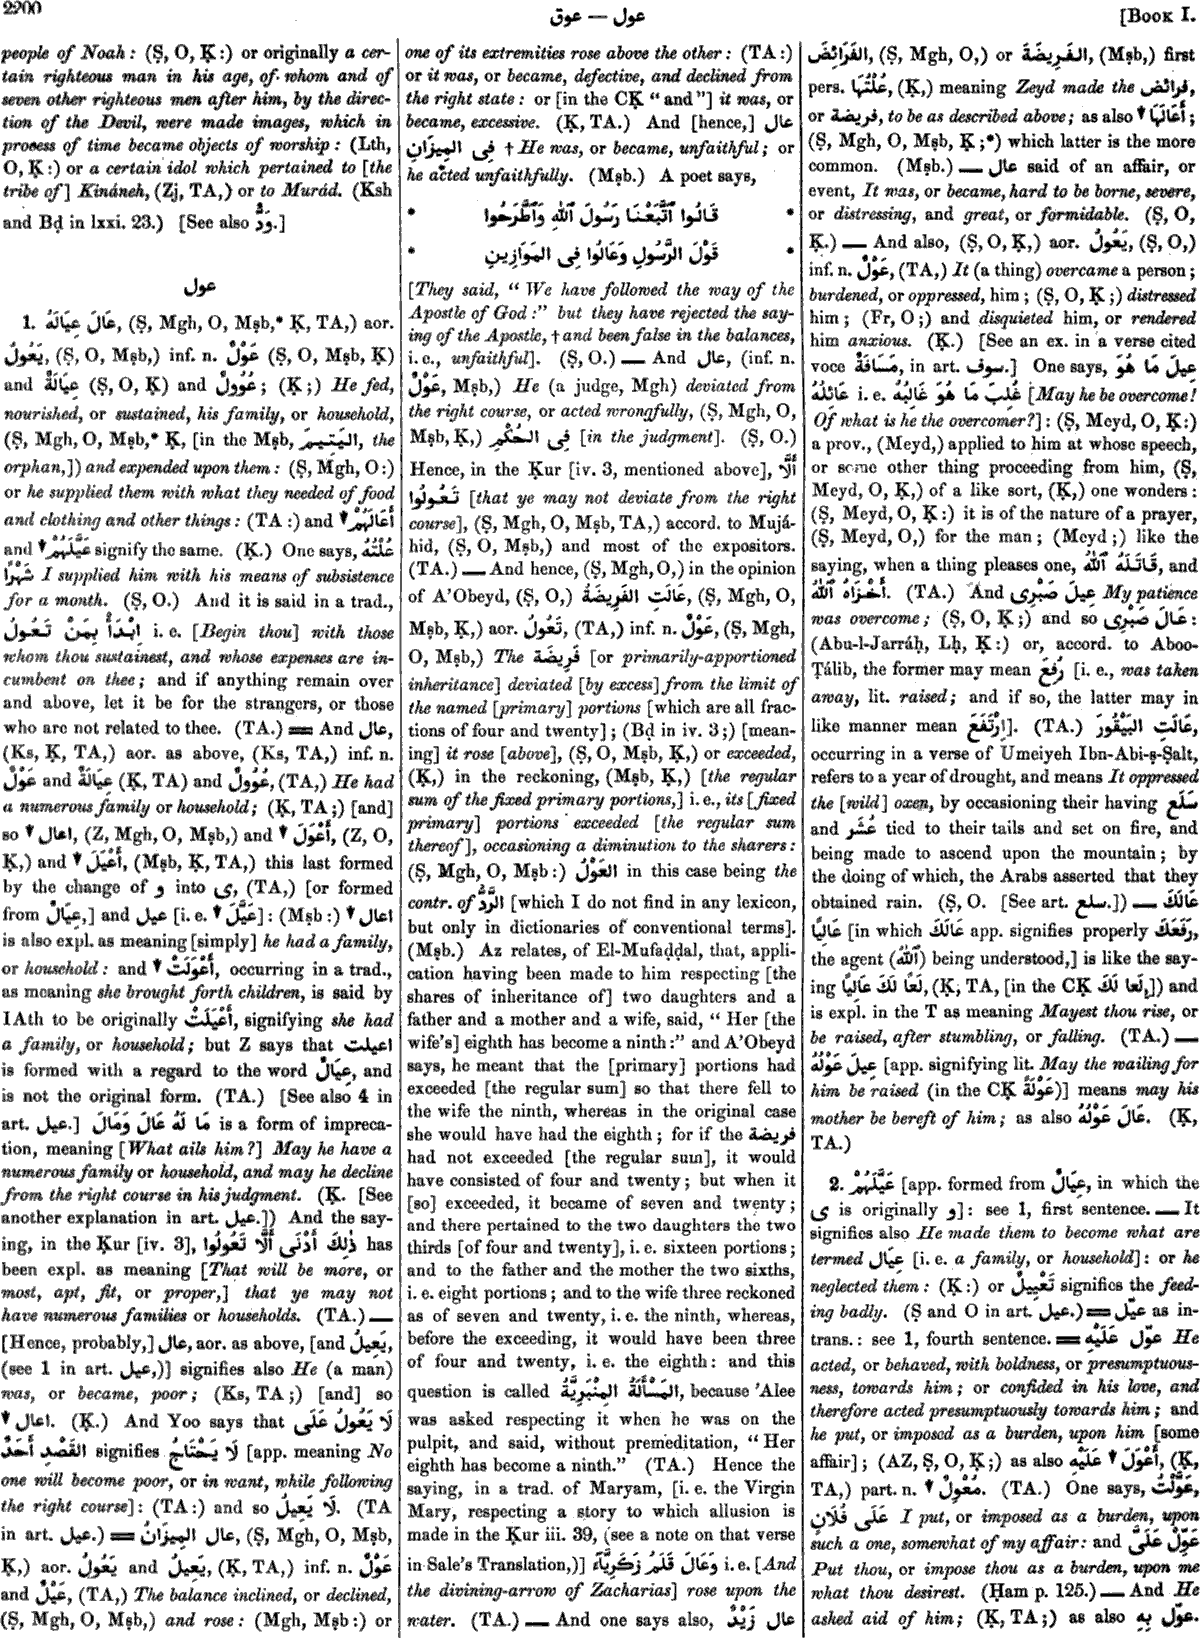 2200
عول — عوق
[Book I.
people of Noah: (Ṣ, O, Ḳ:) or originally a cer-
tain righteous man in his age, of whom and of
seven other righteous men after him, by the direc-
tion of the Devil, were made images, which in
process of time became objects of worship: (Lth,
O, Ḳ:) or a certain idol which pertained to [the
tribe of] Kináneh, (Zj, TA,) or to Murád. (Ksh
and Bḍ in lxxi. 23.) [See also وَدٌّ.]
عول
1. عَالَ عِيَالَهُ, (Ṣ, Mgh, O, Mṣb,* Ḳ, TA,) aor.
يَعُولُ, (Ṣ, O, Mṣb,) inf. n. عَوْلٌ (Ṣ, O, Mṣb, Ḳ)
and عِيَالَةٌ (Ṣ, O, Ḳ) and عُوُولٌ; (Ḳ;) He fed,
nourished, or sustained, his family, or household,
(Ṣ, Mgh, O, Mṣb,* Ḳ, [in the Mṣb, اليَتِيمَ, the
orphan,]) and expended upon them: (Ṣ, Mgh, O:)
or he supplied them with what they needed of food
and clothing and other things: (TA:) and ↓ أَعَالَهُمْ
and ↓ عَيَّلَهُمْ signify the same. (Ḳ.) One says, عُلْتُهُ
شَهْرًا I supplied him with his means of subsistence
for a month. (Ṣ, O.) And it is said in a trad.,
ابْدَأْ بِمَنْ تَعُولُ i. e. [Begin thou] with those
whom thou sustainest, and whose expenses are in-
cumbent on thee; and if anything remain over
and above, let it be for the strangers, or those
who are not related to thee. (TA.) ═ And عال,
(Ks, Ḳ, TA,) aor. as above, (Ks, TA,) inf. n.
عَوْلٌ and عِيَالَةٌ (Ḳ, TA) and عُوُولٌ, (TA,) He had
a numerous family or household; (Ḳ, TA;) [and]
so ↓ اعال, (Z, Mgh, O, Mṣb,) and ↓ أَعْوَلَ, (Z, O,
Ḳ,) and ↓ أَعْيَلَ, (Mṣb, Ḳ, TA,) this last formed
by the change of و into ى, (TA,) [or formed
from عِيَالٌ,] and عيل [i. e. ↓ عَيَّلَ]: (Mṣb:) ↓ اعال
is also expl. as meaning [simply] he had a family,
or household: and ↓ أَعْوَلَتْ, occurring in a trad.,
as meaning she brought forth children, is said by
IAth to be originally أَعْيَلَتْ, signifying she had
a family, or household; but Z says that اعيلت
is formed with a regard to the word عِيَالٌ, and
is not the original form. (TA.) [See also 4 in
art. عيل.] مَا لَهُ عَالَ وَمَالَ is a form of impreca-
tion, meaning [What ails him?] May he have a
numerous family or household, and may he decline
from the right course in his judgment. (Ḳ. [See
another explanation in art. عيل.]) And the say-
ing, in the Ḳur [iv. 3], ذٰلِكَ أَدْنَى أَلَّا تَعُولُوا has
been expl. as meaning [That will be more, or
most, apt, fit, or proper,] that ye may not
have numerous families or households. (TA.) —
[Hence, probably,] عال, aor. as above, [and يَعِيلُ,
(see 1 in art. عيل,)] signifies also He (a man)
was, or became, poor; (Ks, TA;) [and] so
↓ اعال. (Ḳ.) And Yoo says that لَا يَعُولُ عَلَى
القَصْدِ أَحَدٌ signifies لَا يَحْتَاجُ [app. meaning No
one will become poor, or in want, while following
the right course]: (TA:) and so لَا يَعِيلُ. (TA
in art. عيل.) ═ عال المِيزَانُ, (Ṣ, Mgh, O, Mṣb,
Ḳ,) aor. يَعُولُ and يَعِيلُ, (Ḳ, TA,) inf. n. عَوْلٌ
and عَيْلٌ, (TA,) The balance inclined, or declined,
(Ṣ, Mgh, O, Mṣb,) and rose: (Mgh, Mṣb:) or
one of its extremities rose above the other: (TA:)
or it was, or became, defective, and declined from
the right state: or [in the CḲ "and"] it was, or
became, excessive. (Ḳ, TA.) And [hence,] عال
فِى المِيزَانِ † He was, or became, unfaithful; or
he acted unfaithfully. (Mṣb.) A poet says,
* قَالُوا ٱتَّبَعْنَا رَسُولَ ٱللّٰهِ وَٱطَّرَحُوا *
* قَوْلَ الرَّسُولِ وَعَالُوا فِى المَوَازِينِ *
[They said, "We have followed the way of the
Apostle of God:" but they have rejected the say-
ing of the Apostle, † and been false in the balances,
i. e., unfaithful]. (Ṣ, O.) — And عال, (inf. n.
عَوْلٌ, Mṣb,) He (a judge, Mgh) deviated from
the right course, or acted wrongfully, (Ṣ, Mgh, O,
Mṣb, Ḳ,) فِى الحُكْمِ [in the judgment]. (Ṣ, O.)
Hence, in the Ḳur [iv. 3, mentioned above], أَلَّا
تَعُولُوا [that ye may not deviate from the right
course], (Ṣ, Mgh, O, Mṣb, TA,) accord. to Mujá-
hid, (Ṣ, O, Mṣb,) and most of the expositors.
(TA.) — And hence, (Ṣ, Mgh, O,) in the opinion
of A'Obeyd, (Ṣ, O,) عَالَتِ الفَرِيضَةُ, (Ṣ, Mgh, O,
Mṣb, Ḳ,) aor. تَعُولُ, (TA,) inf. n. عَوْلٌ, (Ṣ, Mgh,
O, Mṣb,) The فَرِيضَة [or primarily-apportioned
inheritance] deviated [by excess] from the limit of
the named [primary] portions [which are all frac-
tions of four and twenty]; (Bḍ in iv. 3;) [mean-
ing] it rose [above], (Ṣ, O, Mṣb, Ḳ,) or exceeded,
(Ḳ,) in the reckoning, (Mṣb, Ḳ,) [the regular
sum of the fixed primary portions,] i. e., its [fixed
primary] portions exceeded [the regular sum
thereof], occasioning a diminution to the sharers:
(Ṣ, Mgh, O, Mṣb:) العَوْلُ in this case being the
contr. of الرَّدُّ [which I do not find in any lexicon,
but only in dictionaries of conventional terms].
(Mṣb.) Az relates, of El-Mufaḍḍal, that, appli-
cation having been made to him respecting [the
shares of inheritance of] two daughters and a
father and a mother and a wife, said, "Her [the
wife's] eighth has become a ninth:" and A'Obeyd
says, he meant that the [primary] portions had
exceeded [the regular sum] so that there fell to
the wife the ninth, whereas in the original case
she would have had the eighth; for if the فريضة
had not exceeded [the regular sum], it would
have consisted of four and twenty; but when it
[so] exceeded, it became of seven and twenty;
and there pertained to the two daughters the two
thirds [of four and twenty], i. e. sixteen portions;
and to the father and the mother the two sixths,
i. e. eight portions; and to the wife three reckoned
as of seven and twenty, i. e. the ninth, whereas,
before the exceeding, it would have been three
of four and twenty, i. e. the eighth: and this
question is called المَسْأَلَةُ المِنْبَرِيَّةُ, because 'Alee
was asked respecting it when he was on the
pulpit, and said, without premeditation, "Her
eighth has become a ninth." (TA.) Hence the
saying, in a trad. of Maryam, [i. e. the Virgin
Mary, respecting a story to which allusion is
made in the Ḳur iii. 39, (see a note on that verse
in Sale's Translation,)] وَعَالَ قَلَمُ زَكَرِيَّآءَ i. e. [And
the divining-arrow of Zacharias] rose upon the
water. (TA.) — And one says also, عال زَيْدٌ
الفَرَائِضَ, (Ṣ, Mgh, O,) or الفَرِيضَةَ, (Mṣb,) first
pers. عُلْتُهَا, (Ḳ,) meaning Zeyd made the فرائض,
or فريضة, to be as described above; as also ↓ أَعَالَهَا;
(Ṣ, Mgh, O, Mṣb, Ḳ;*) which latter is the more
common. (Mṣb.) — عال said of an affair, or
event, It was, or became, hard to be borne, severe,
or distressing, and great, or formidable. (Ṣ, O,
Ḳ.) — And also, (Ṣ, O, Ḳ,) aor. يَعُولُ, (Ṣ, O,)
inf. n. عَوْلٌ, (TA,) It (a thing) overcame a person;
burdened, or oppressed, him; (Ṣ, O, Ḳ;) distressed
him; (Fr, O;) and disquieted him, or rendered
him anxious. (Ḳ.) [See an ex. in a verse cited
voce مَسَافَةٌ, in art. سوف.] One says, عِيلَ مَا هُوَ
عَائِلُهُ i. e. غُلِبَ مَا هُوَ غَالِبُهُ [May he be overcome!
Of what is he the overcomer?]: (Ṣ, Meyd, O, Ḳ:)
a prov., (Meyd,) applied to him at whose speech,
or some other thing proceeding from him, (Ṣ,
Meyd, O, Ḳ,) of a like sort, (Ḳ,) one wonders:
(Ṣ, Meyd, O, Ḳ:) it is of the nature of a prayer,
(Ṣ, Meyd, O,) for the man; (Meyd;) like the
saying, when a thing pleases one, قَاتَلَهُ ٱللّٰهُ, and
أَخْزَاهُ ٱللّٰهُ. (TA.) And عِيلَ صَبْرِى My patience
was overcome; (Ṣ, O, Ḳ;) and so عَالَ صَبْرِى:
(Abu-l-Jarráḥ, Lḥ, Ḳ:) or, accord. to Aboo-
Ṭálib, the former may mean رُفِعَ [i. e., was taken
away, lit. raised; and if so, the latter may in
like manner mean اِرْتَفَعَ]. (TA.) عَالَتِ البَيْقُورَ,
occurring in a verse of Umeiyeh Ibn-Abi-ṣ-Ṣalt,
refers to a year of drought, and means It oppressed
the [wild] oxen, by occasioning their having سَلَع
and عُشَر tied to their tails and set on fire, and
being made to ascend upon the mountain; by
the doing of which, the Arabs asserted that they
obtained rain. (Ṣ, O. [See art. سلع.]) — عَالَكَ
عَالِيًا [in which عَالَكَ app. signifies properly رَفَعَكَ,
the agent (ٱللّٰهُ) being understood,] is like the say-
ing لَعًا لَكَ عَالِيًا, (Ḳ, TA, [in the CḲ لَعا لَكَ,]) and
is expl. in the T as meaning Mayest thou rise, or
be raised, after stumbling, or falling. (TA.) —
عِيلَ عَوْلُهُ [app. signifying lit. May the wailing for
him be raised (in the CḲ عَوْلَهُ)] means may his
mother be bereft of him; as also عَالَ عَوْلُهُ. (Ḳ,
TA.)
2. عَيَّلَهُمْ [app. formed from عِيَالٌ, in which the
ى is originally و]: see 1, first sentence. — It
signifies also He made them to become what are
termed عِيَال [i. e. a family, or household]: or he
neglected them: (Ḳ:) or تَعْيِيلٌ signifies the feed-
ing badly. (Ṣ and O in art. عيل.) ═ عيّل as in-
trans.: see 1, fourth sentence. ═ عوّل عَلَيْهِ He
acted, or behaved, with boldness, or presumptuous-
ness, towards him; or confided in his love, and
therefore acted presumptuously towards him; and
he put, or imposed as a burden, upon him [some
affair]; (AZ, Ṣ, O, Ḳ;) as also ↓ أَعْوَلَ عَلَيْهِ, (Ḳ,
TA,) part. n. ↓ مُعْوِلٌ. (TA.) One says, عَوَّلْتُ
عَلَى فُلَانٍ I put, or imposed as a burden, upon
such a one, somewhat of my affair: and عَوِّلْ عَلَىَّ
Put thou, or impose thou as a burden, upon me
what thou desirest. (Ḥam p. 125.) — And He
asked aid of him; (Ḳ, TA;) as also عوّل بِهِ.